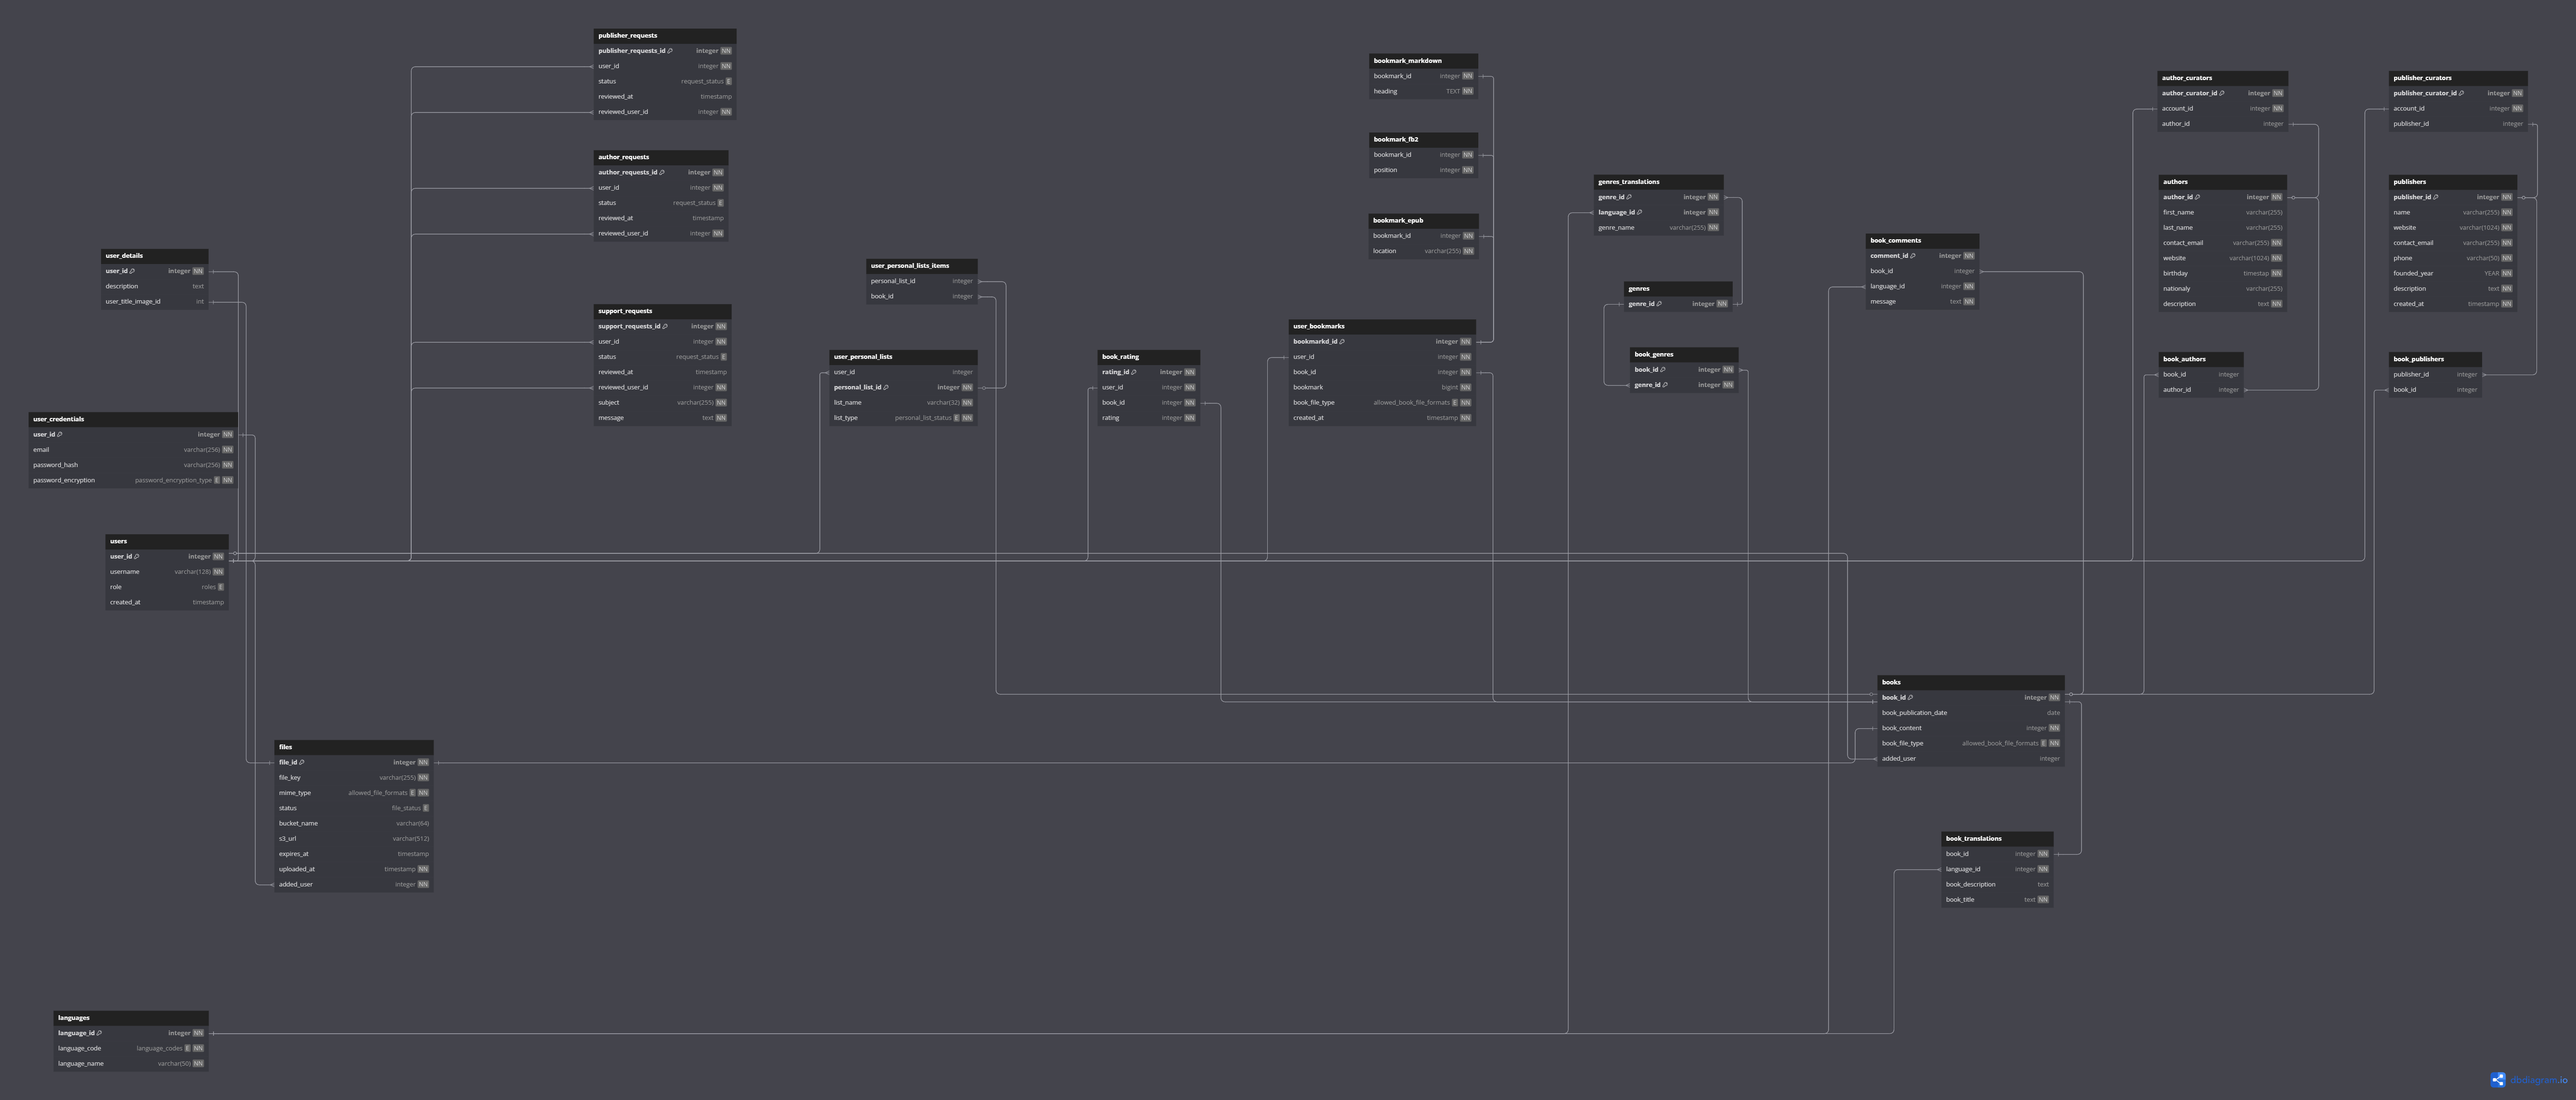 publisher_requests
publisher_requests_id integer NN
user_id integer NN
status request_status E
reviewed_at timestamp
reviewed_user_id integer NN
author_requests
author_requests_id integer NN
user_id integer NN
status request_status E
reviewed_at timestamp
reviewed_user_id integer NN
support_requests
support_requests_id integer NN
user_id integer NN
status request_status E
reviewed_at timestamp
reviewed_user_id integer NN
subject varchar(255) NN
message text NN
user_details
user_id integer NN
description text
user_title_image_id int
user_credentials
user_id integer NN
email varchar(256) NN
password_hash varchar(256) NN
password_encryption password_encryption_type E NN
users
user_id integer NN
username varchar(128) NN
role roles E
created_at timestamp
files
file_id integer NN
file_key varchar(255) NN
mime_type allowed_file_formats E NN
status file_status E
bucket_name varchar(64)
s3_url varchar(512)
expires_at timestamp
uploaded_at timestamp NN
added_user integer NN
languages
language_id integer NN
language_code language_codes E NN
language_name varchar(50) NN
user_personal_lists_items
personal_list_id integer
book_id integer
user_personal_lists
user_id integer
personal_list_id integer NN
list_name varchar(32) NN
list_type personal_list_status E NN
book_rating
rating_id integer NN
user_id integer NN
book_id integer NN
rating integer NN
bookmark_markdown
bookmark_id integer NN
heading TEXT NN
bookmark_fb2
bookmark_id integer NN
position integer NN
bookmark_epub
bookmark_id integer NN
location varchar(255) NN
user_bookmarks
bookmarkd_id integer NN
user_id integer NN
book_id integer NN
bookmark bigint NN
book_file_type allowed_book_file_formats E NN
created_at timestamp NN
genres_translations
genre_id integer NN
language_id integer NN
genre_name varchar(255) NN
genres
genre_id integer NN
book_genres
book_id integer NN
genre_id integer NN
book_comments
comment_id integer NN
book_id integer
language_id integer NN
message text NN
author_curators
author_curator_id integer NN
account_id integer NN
author_id integer
publisher_curators
publisher_curator_id integer NN
account_id integer NN
publisher_id integer
authors
author_id integer NN
first_name varchar(255)
last_name varchar(255)
contact_email varchar(255) NN
website varchar(1024) NN
birthday timestap NN
nationaly varchar(255)
description text NN
publishers
publisher_id integer NN
name varchar(255) NN
website varchar(1024) NN
contact_email varchar(255) NN
phone varchar(50) NN
founded_year YEAR NN
description text NN
created_at timestamp NN
book_authors
book_id integer
author_id integer
book_publishers
publisher_id integer
book_id integer
books
book_id integer NN
book_publication_date date
book_content integer NN
book_file_type allowed_book_file_formats E NN
added_user integer
book_translations
book_id integer NN
language_id integer NN
book_description text
book_title text NN
dbdiagram.io